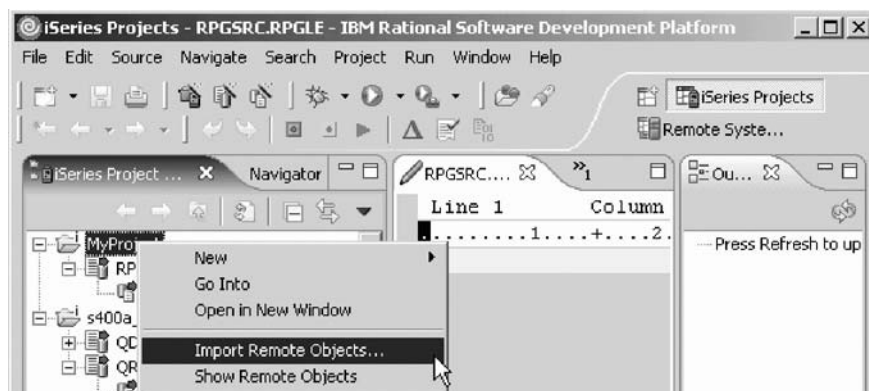 iSeries Projects - RPGSRC.RPGLE - IBM Rational Software Development Platform
File Edit Source Navigate Search Project Run Window Help
iSeries Projects
Remote Syste...
iSeries Project ... Navigator
RPGSRC.... »1
Ou...
Line 1 Column
........1....+....2.
Press Refresh to up
MyProj
RP
s400a_
QD
QR
New
Go Into
Open in New Window
Import Remote Objects...
Show Remote Objects